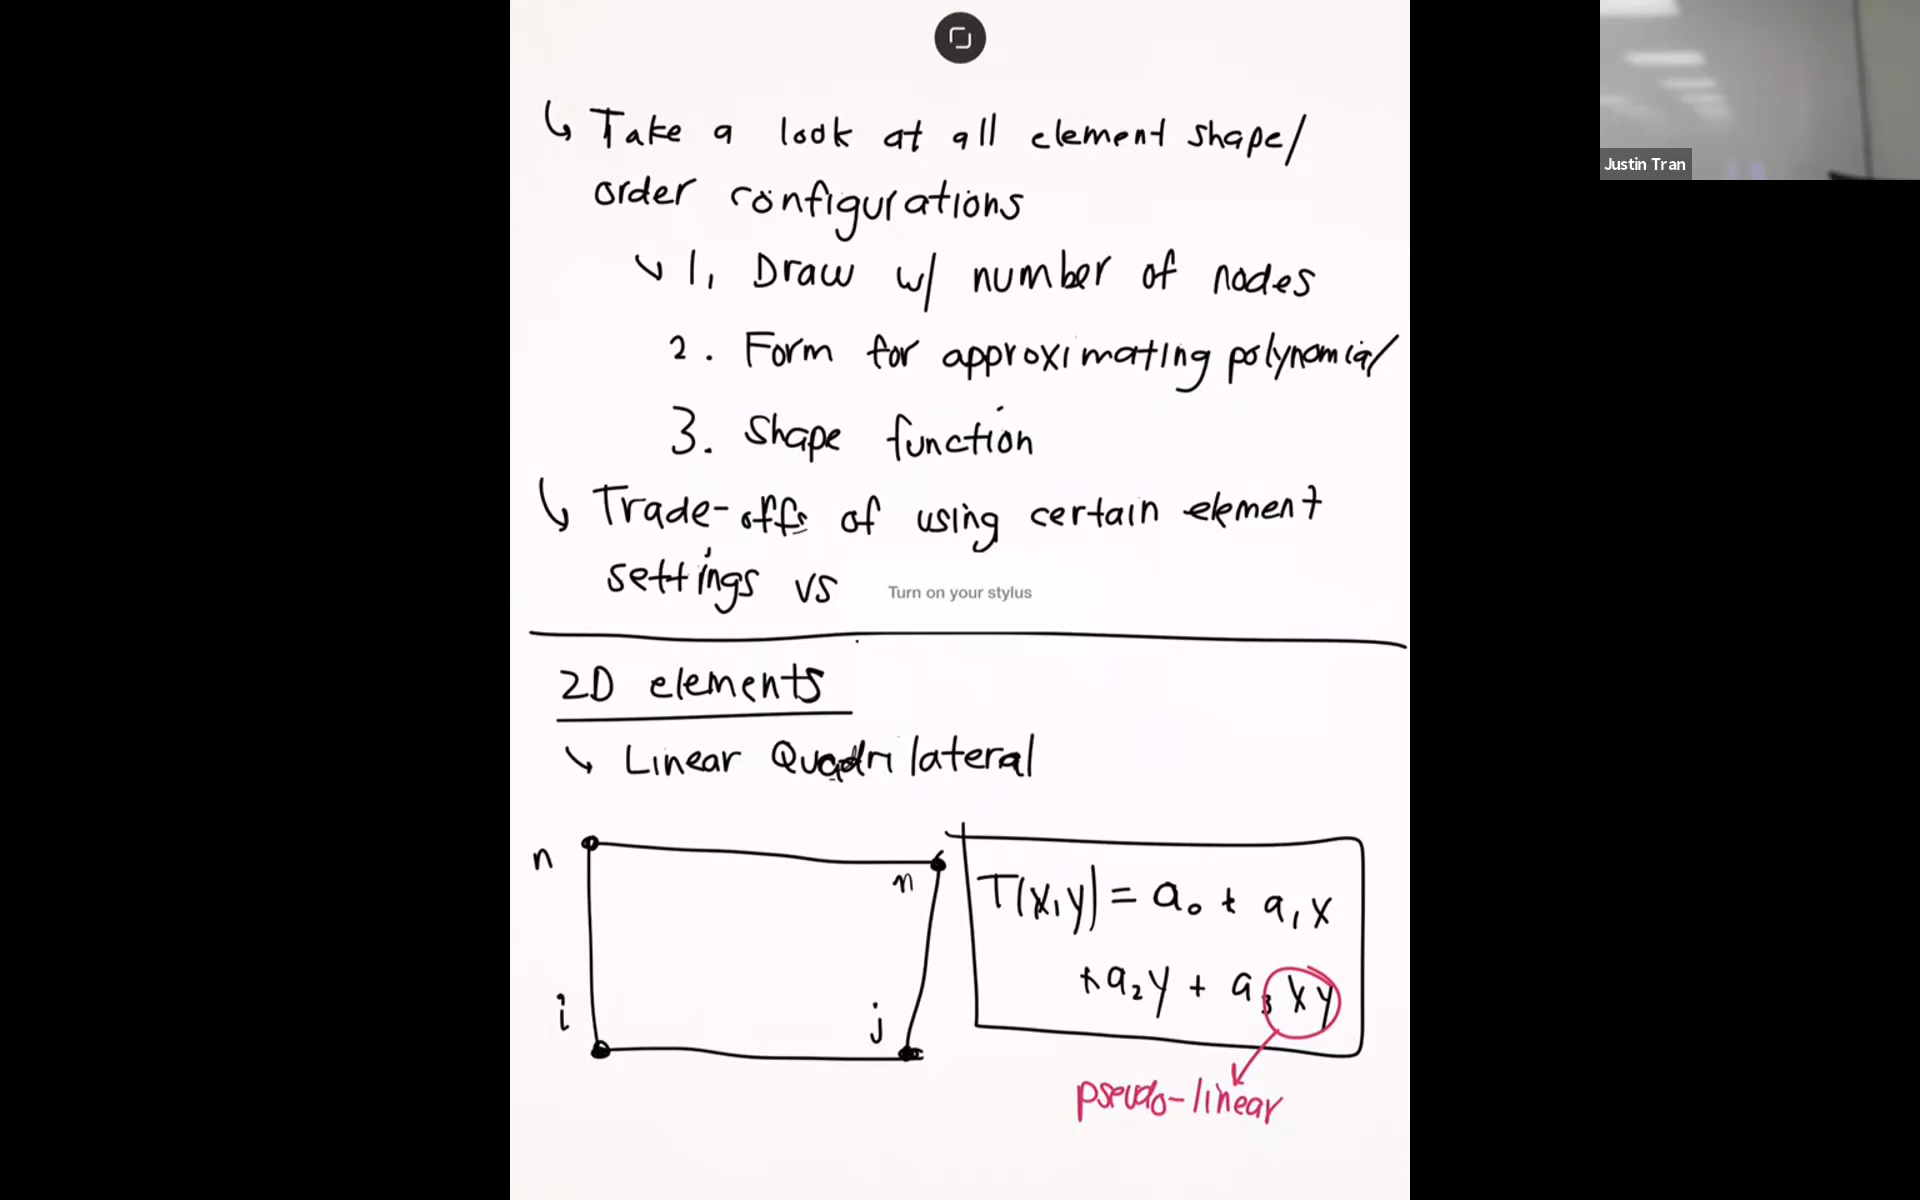 ↳ Take a look at all element shape/
order configurations
↘ 1. Draw w/ number of nodes
2. Form for approximating polynomial
3. Shape function
↳ Trade-offs of using certain element
settings vs
Turn on your stylus
2D elements
↘ Linear Quadrilateral
n
m
i
j
T(x,y) = a₀ + a₁x
+ a₂y + a₃xy
pseudo-linear
Justin Tran